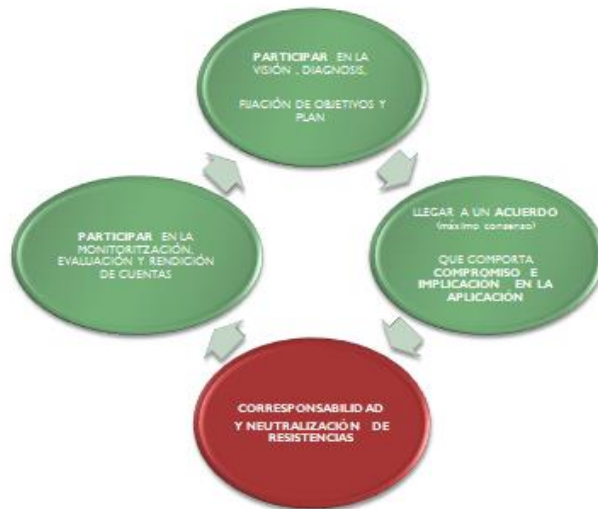 PARTICIPAR EN LA
VISIÓN , DIAGNOSIS,
FIJACIÓN DE OBJETIVOS Y
PLAN
LLEGAR A UN ACUERDO
(máximo consenso)
QUE COMPORTA
COMPROMISO E
IMPLICACION EN LA
APLICACIÓN
PARTICIPAR EN LA
MONITORITZACIÓN,
EVALUACIÓN Y RENDICIÓN
DE CUENTAS
CORRESPONSABILIDAD
Y NEUTRALIZACIÓN DE
RESISTENCIAS